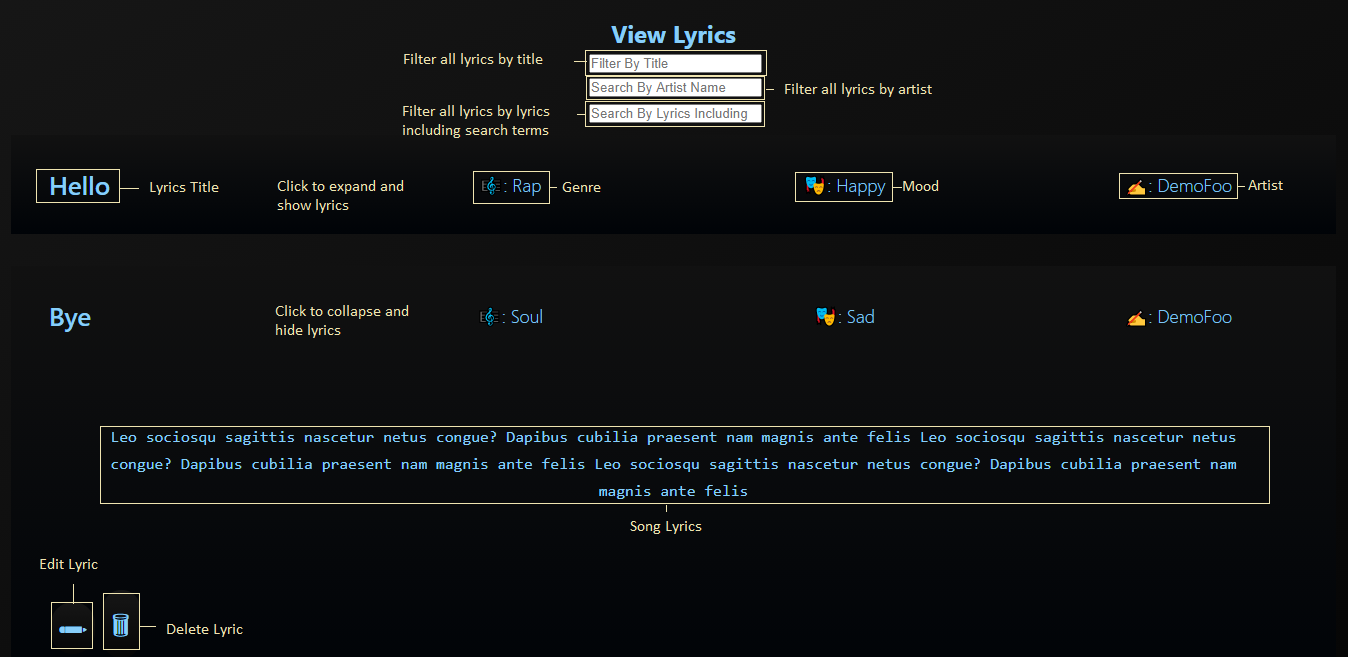 View Lyrics
Filter all lyrics by title
Filter By Title
Search By Artist Name
Filter all lyrics by artist
Filter all lyrics by lyrics
including search terms
Search By Lyrics Including
Hello
Lyrics Title
Click to expand and
show lyrics
: Rap
Genre
: Happy
Mood
: DemoFoo
Artist
Bye
Click to collapse and
hide lyrics
: Soul
: Sad
: DemoFoo
Leo sociosqu sagittis nascetur netus congue? Dapibus cubilia praesent nam magnis ante felis Leo sociosqu sagittis nascetur netus
congue? Dapibus cubilia praesent nam magnis ante felis Leo sociosqu sagittis nascetur netus congue? Dapibus cubilia praesent nam
magnis ante felis
Song Lyrics
Edit Lyric
Delete Lyric